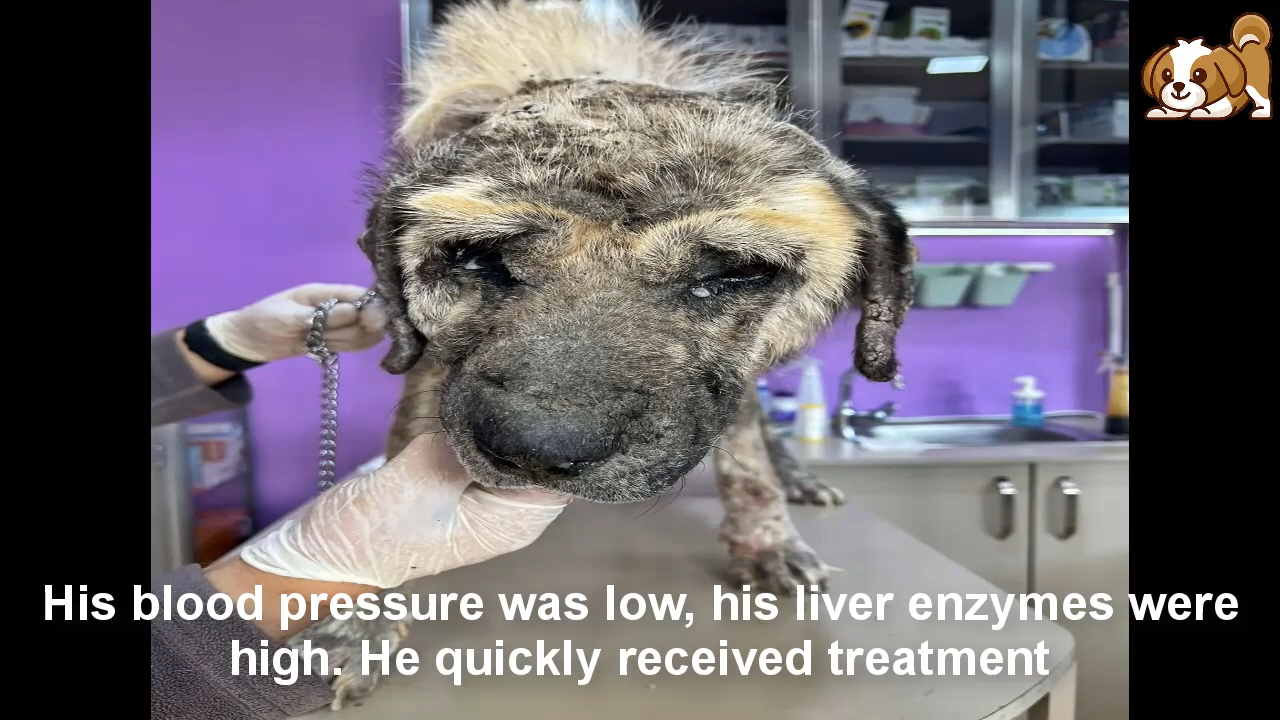 His blood pressure was low, his liver enzymes were
high. He quickly received treatment